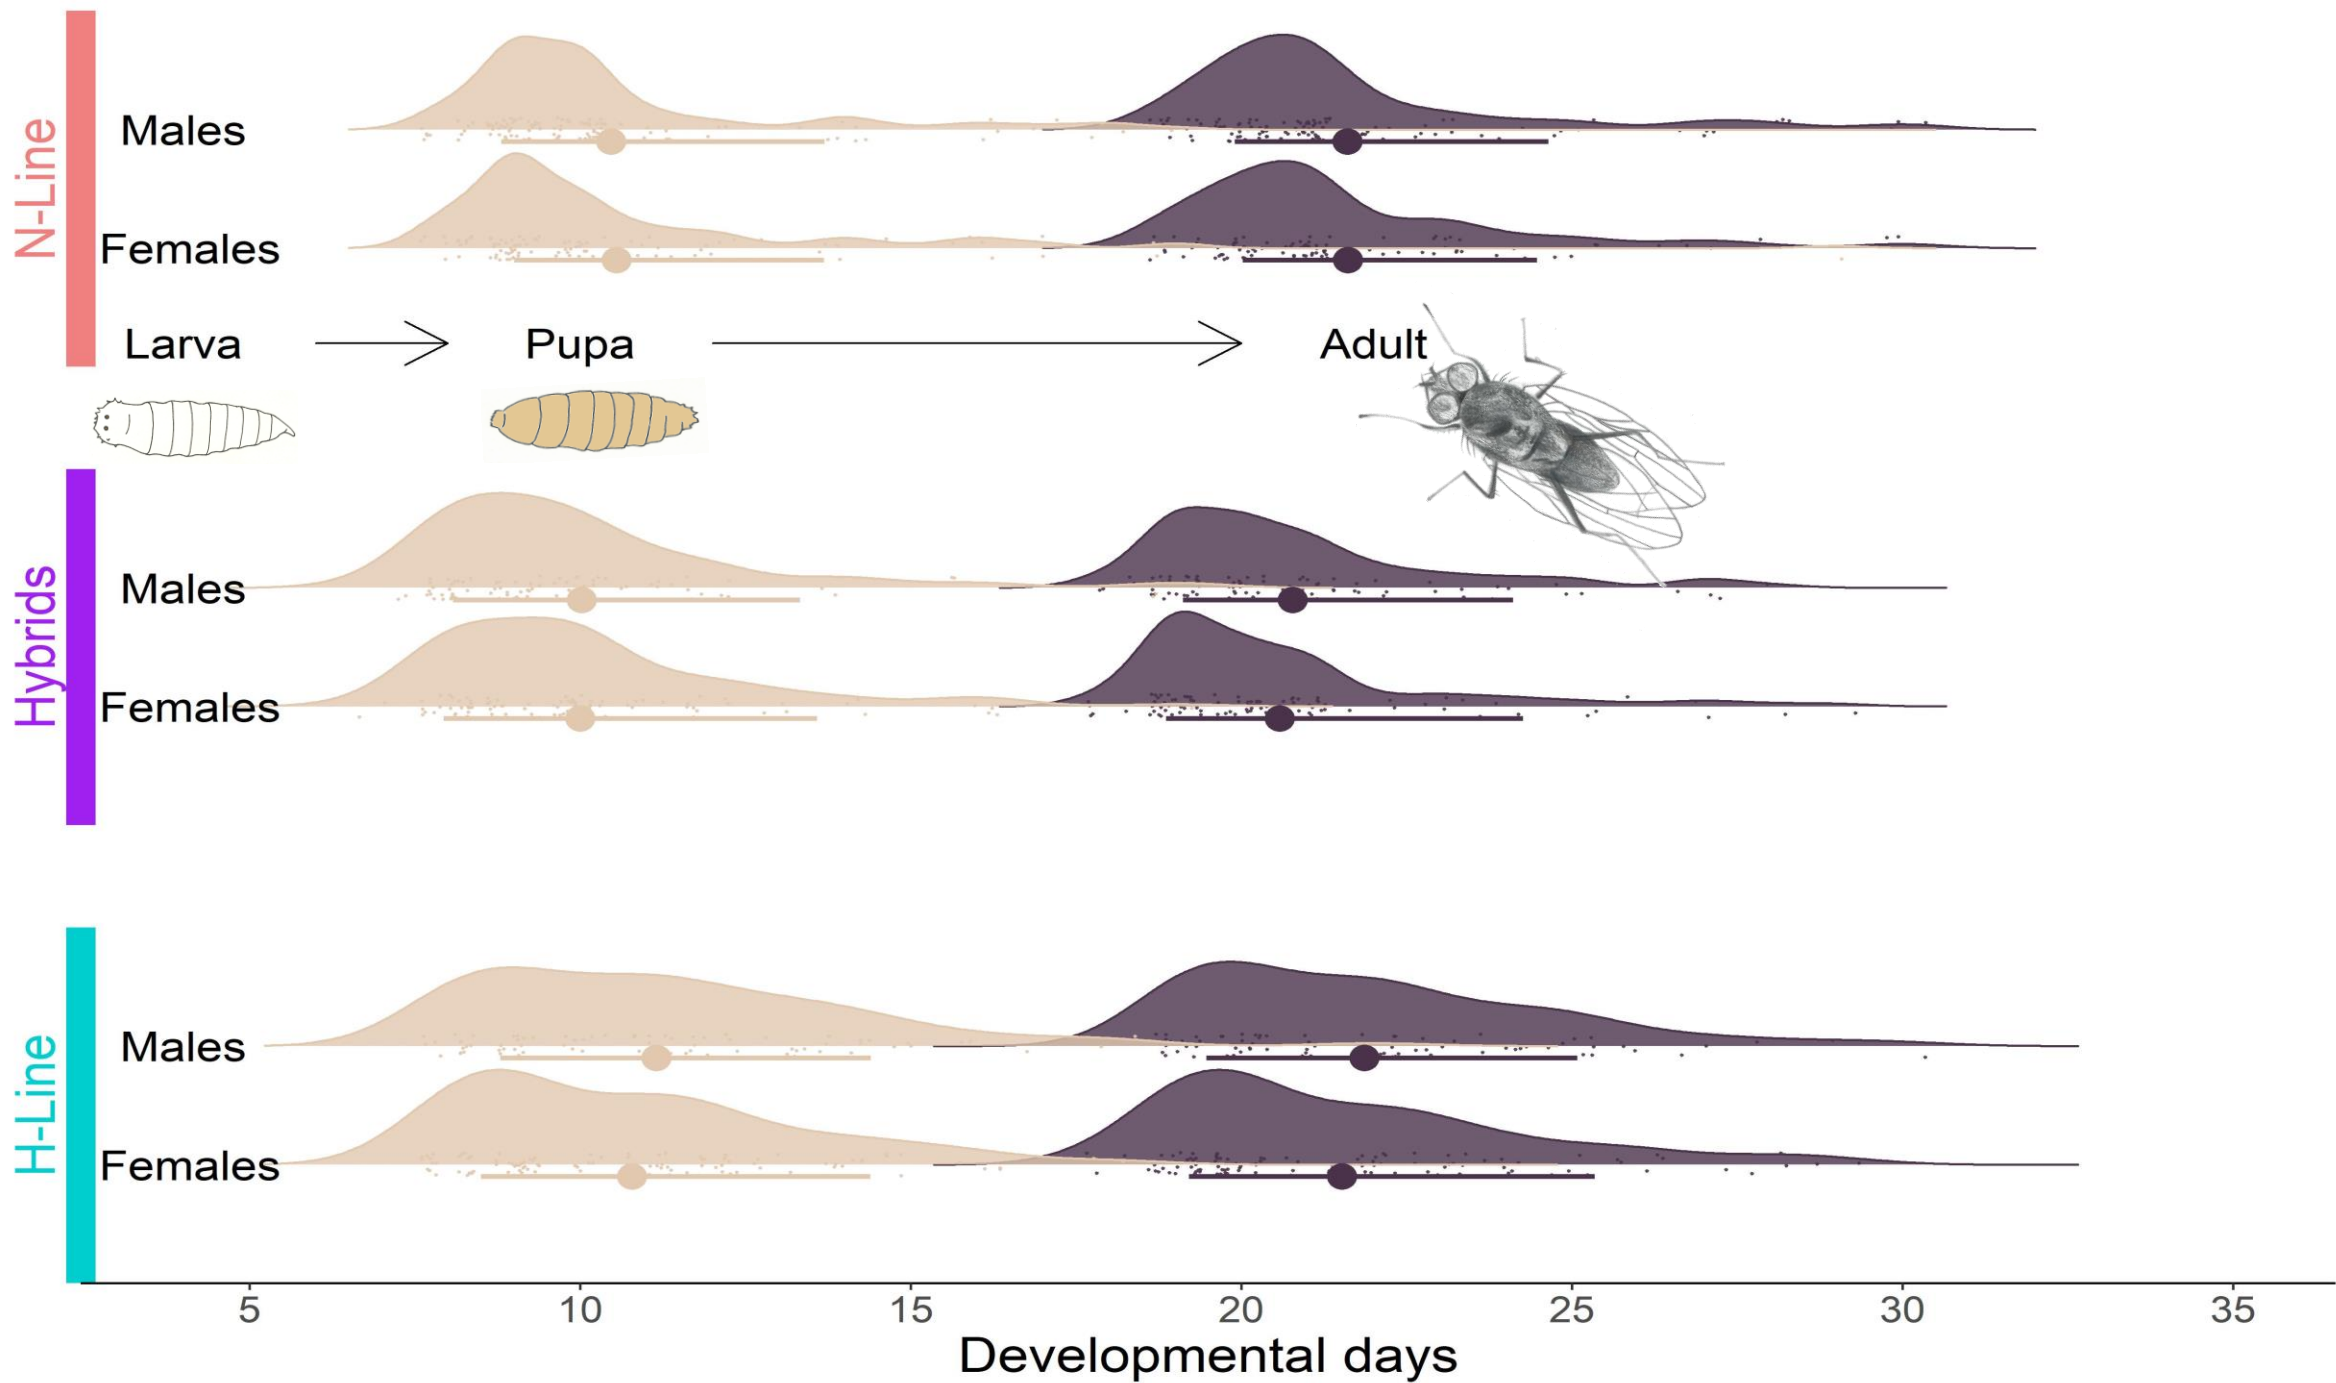 N-Line
Males
Females
Larva
Pupa
Adult
Hybrids
Males
Females
H-Line
Males
Females
5 10 15 20 25 30 35
Developmental days